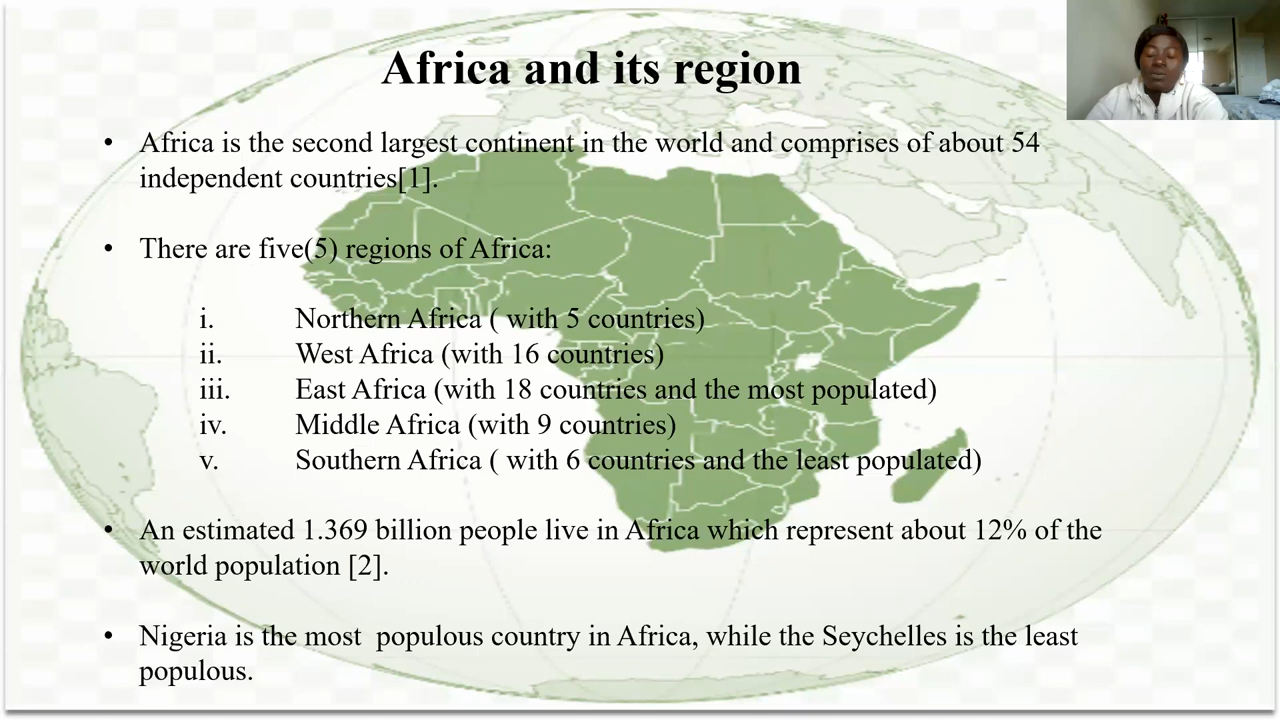 Africa and its region
• Africa is the second largest continent in the world and comprises of about 54
independent countries[1].
• There are five(5) regions of Africa:
i. Northern Africa ( with 5 countries)
ii. West Africa (with 16 countries)
iii. East Africa (with 18 countries and the most populated)
iv. Middle Africa (with 9 countries)
v. Southern Africa ( with 6 countries and the least populated)
• An estimated 1.369 billion people live in Africa which represent about 12% of the
world population [2].
• Nigeria is the most  populous country in Africa, while the Seychelles is the least
populous.